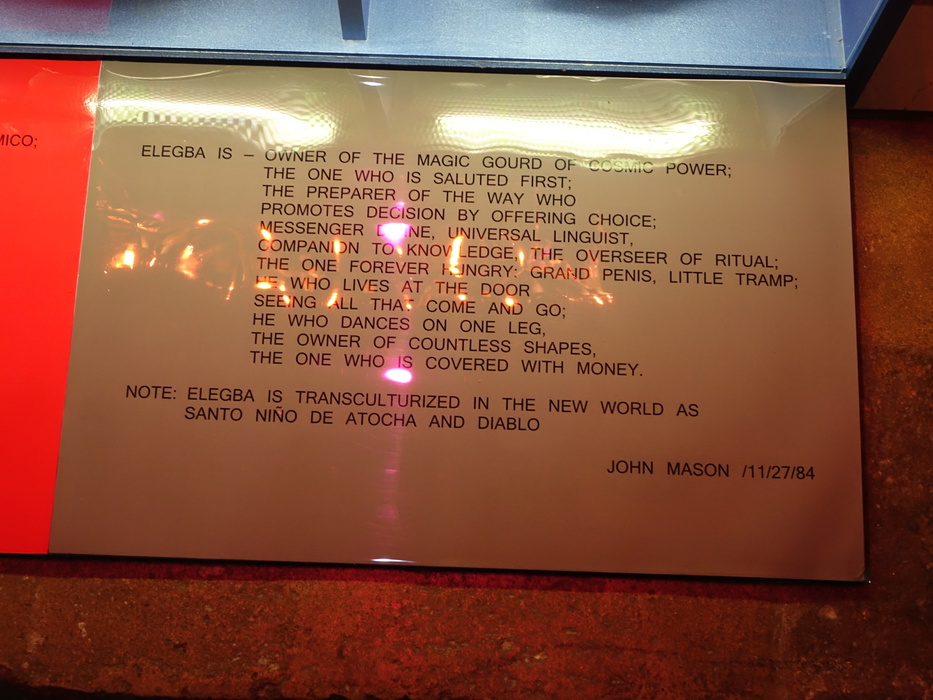 MICO;
ELEGBA IS – OWNER OF THE MAGIC GOURD OF COSMIC POWER;
THE ONE WHO IS SALUTED FIRST;
THE PREPARER OF THE WAY WHO
PROMOTES DECISION BY OFFERING CHOICE;
MESSENGER UNIVERSAL LINGUIST,
COMPANION TO KNOWLEDGE, THE OVERSEER OF RITUAL;
THE ONE FOREVER HUNGRY: GRAND PENIS, LITTLE TRAMP;
HE WHO LIVES AT THE DOOR
SEEING ALL THAT COME AND GO;
HE WHO DANCES ON ONE LEG,
THE OWNER OF COUNTLESS SHAPES,
THE ONE WHO IS COVERED WITH MONEY.
NOTE: ELEGBA IS TRANSCULTURIZED IN THE NEW WORLD AS
SANTO NIÑO DE ATOCHA AND DIABLO
JOHN MASON /11/27/84